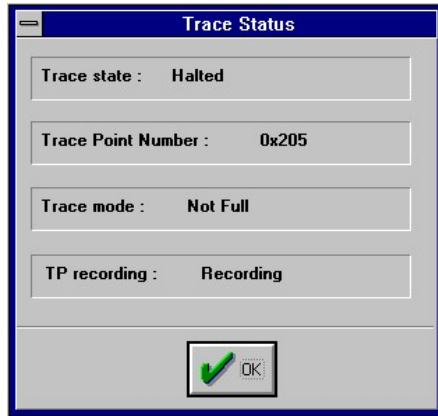 Trace Status
Trace state : Halted
Trace Point Number : 0x205
Trace mode : Not Full
TP recording : Recording
OK